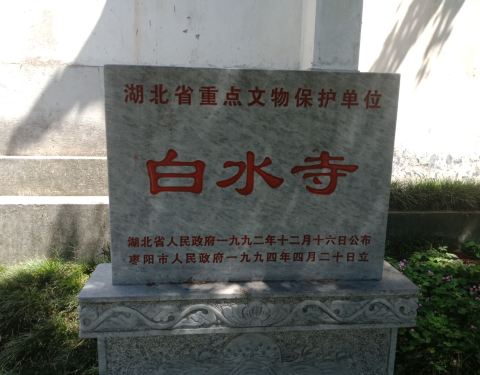 湖北省重点文物保护单位
白水寺
湖北省人民政府一九九二年十二月十六日公布
枣阳市人民政府一九九四年四月二十日立